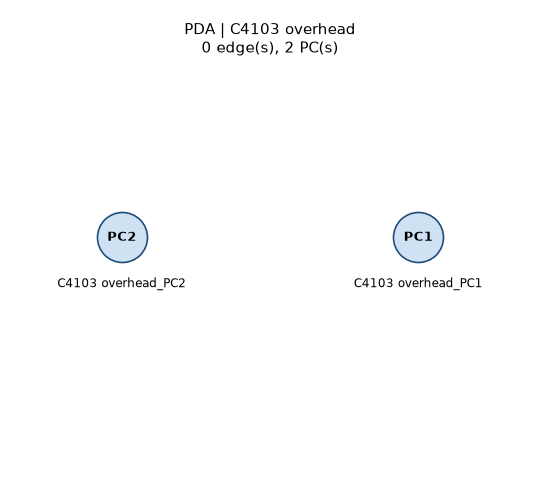 PDA | C4103 overhead
0 edge(s), 2 PC(s)
PC2
PC1
C4103 overhead_PC2
C4103 overhead_PC1